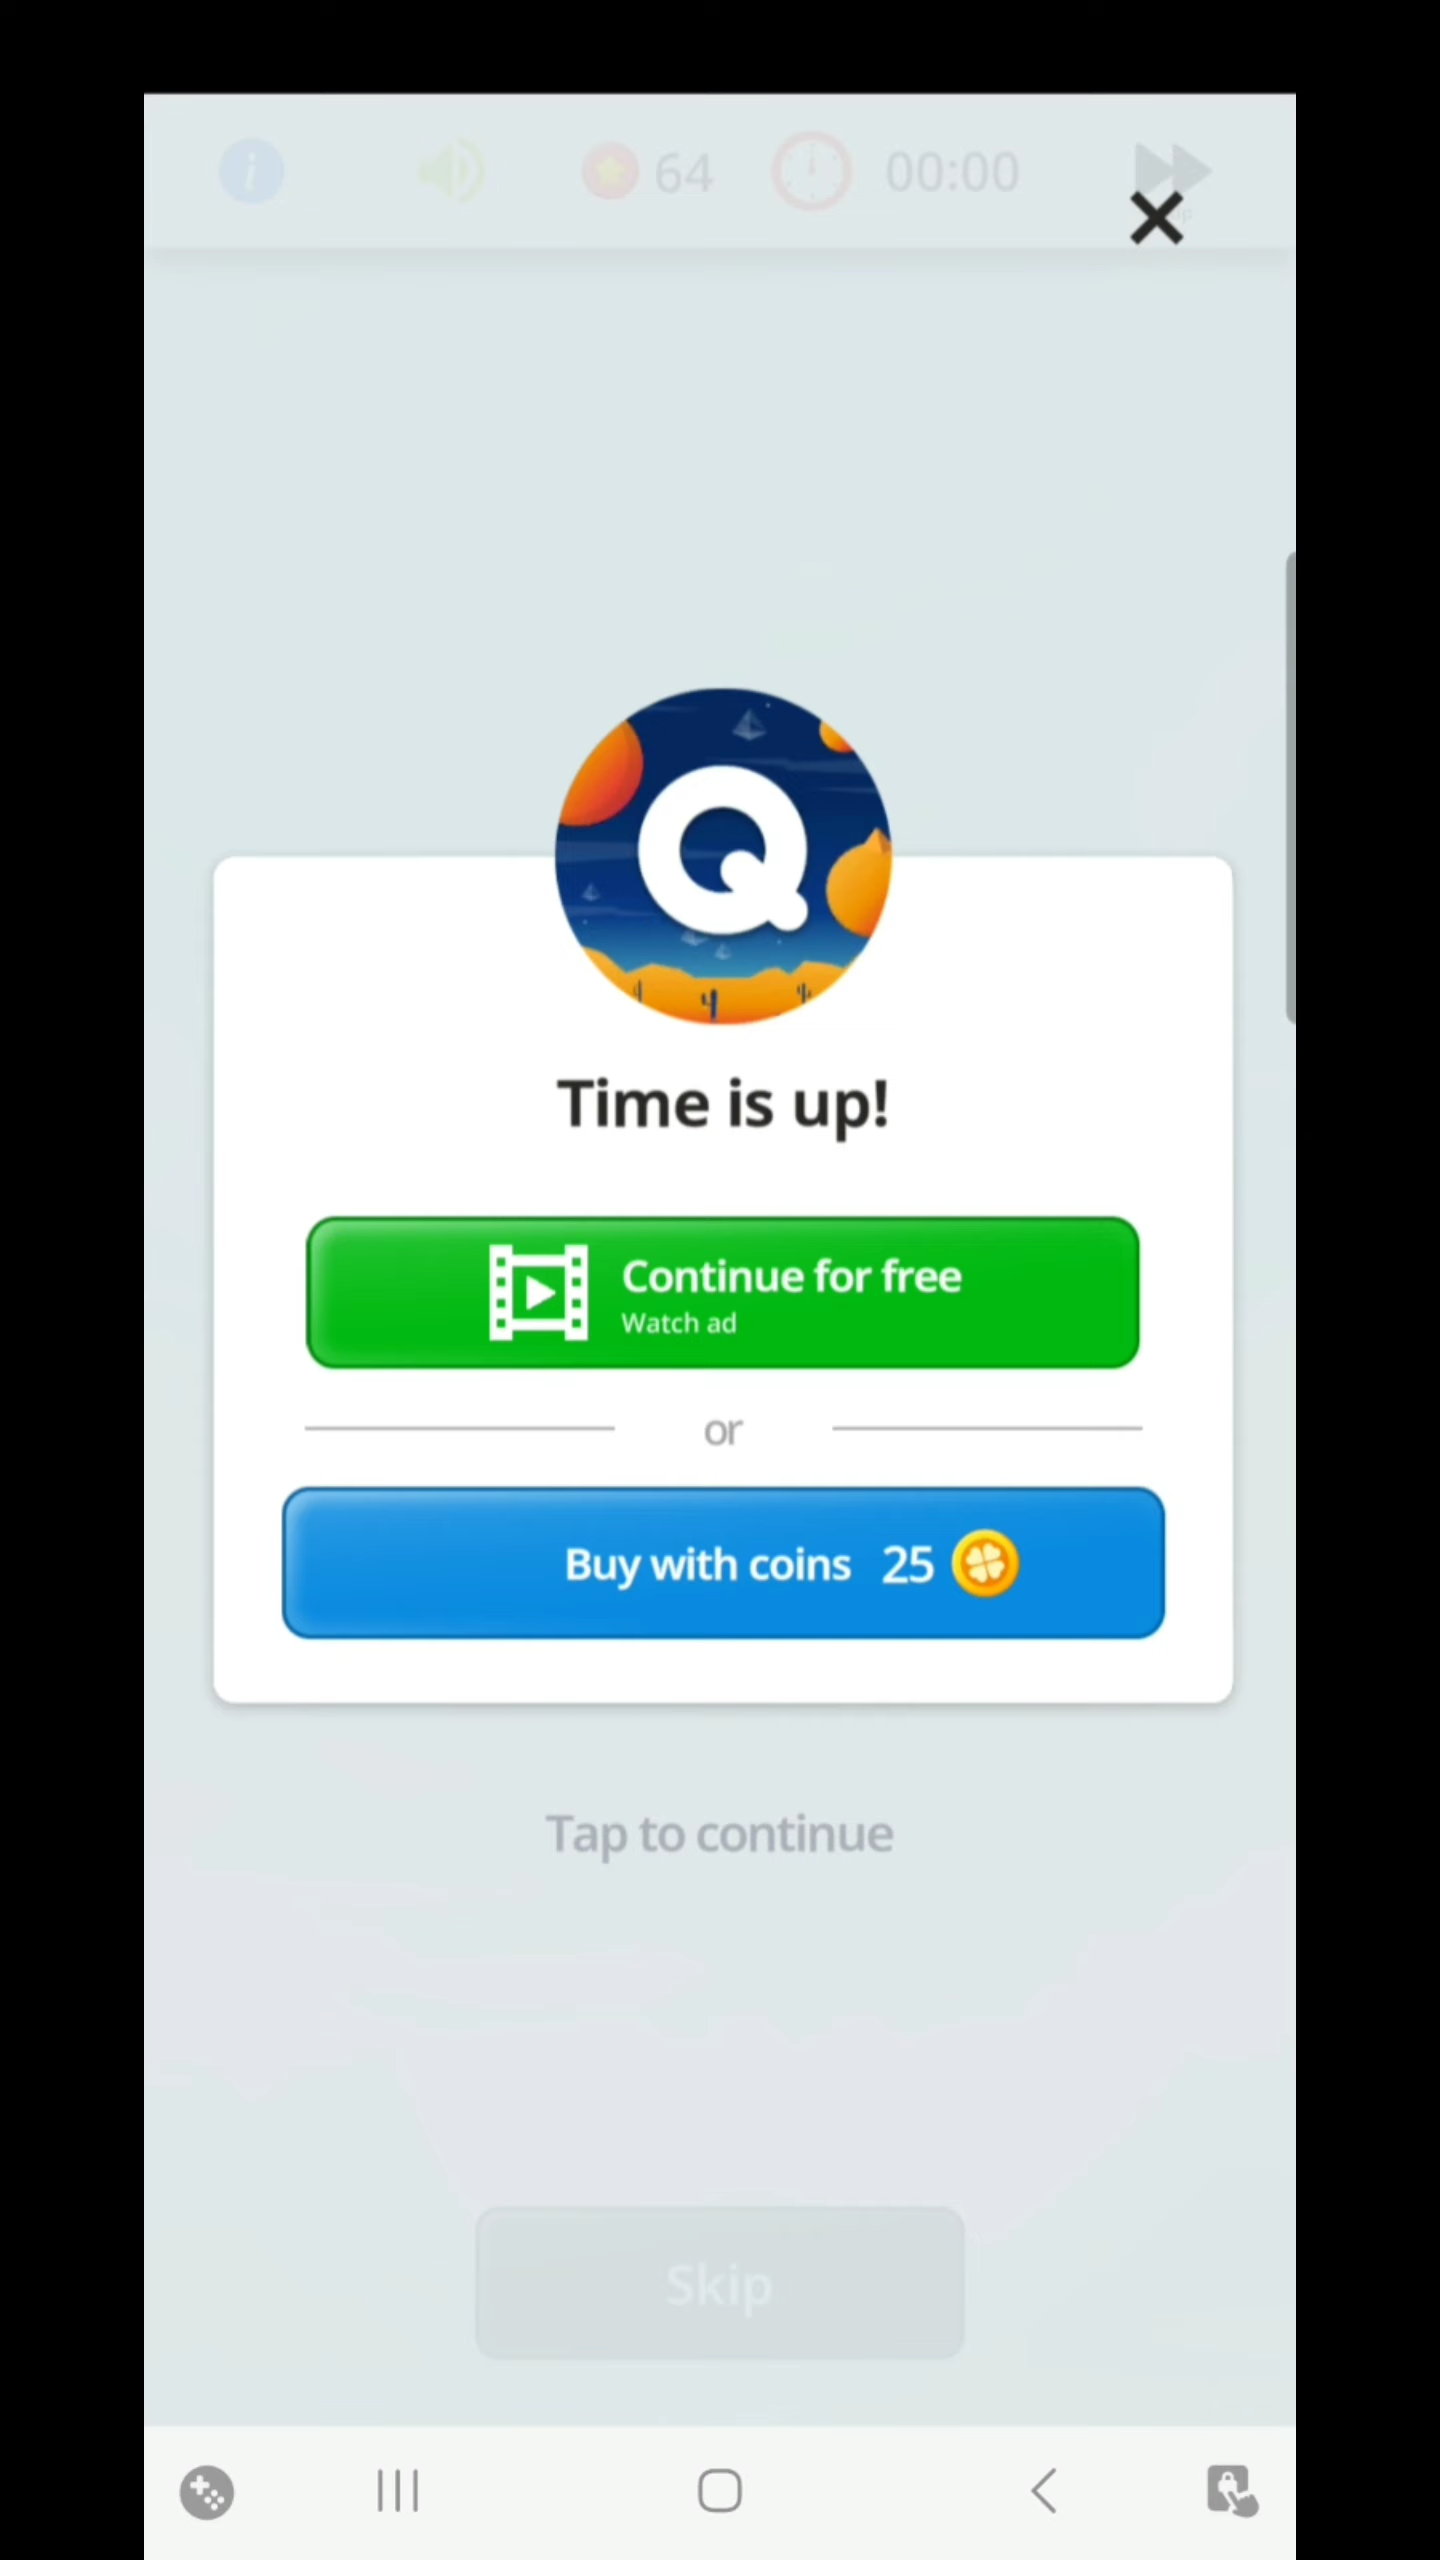 64 00:00
Q
Time is up!
Continue for free
Watch ad
or
Buy with coins 25
Tap to continue
Skip